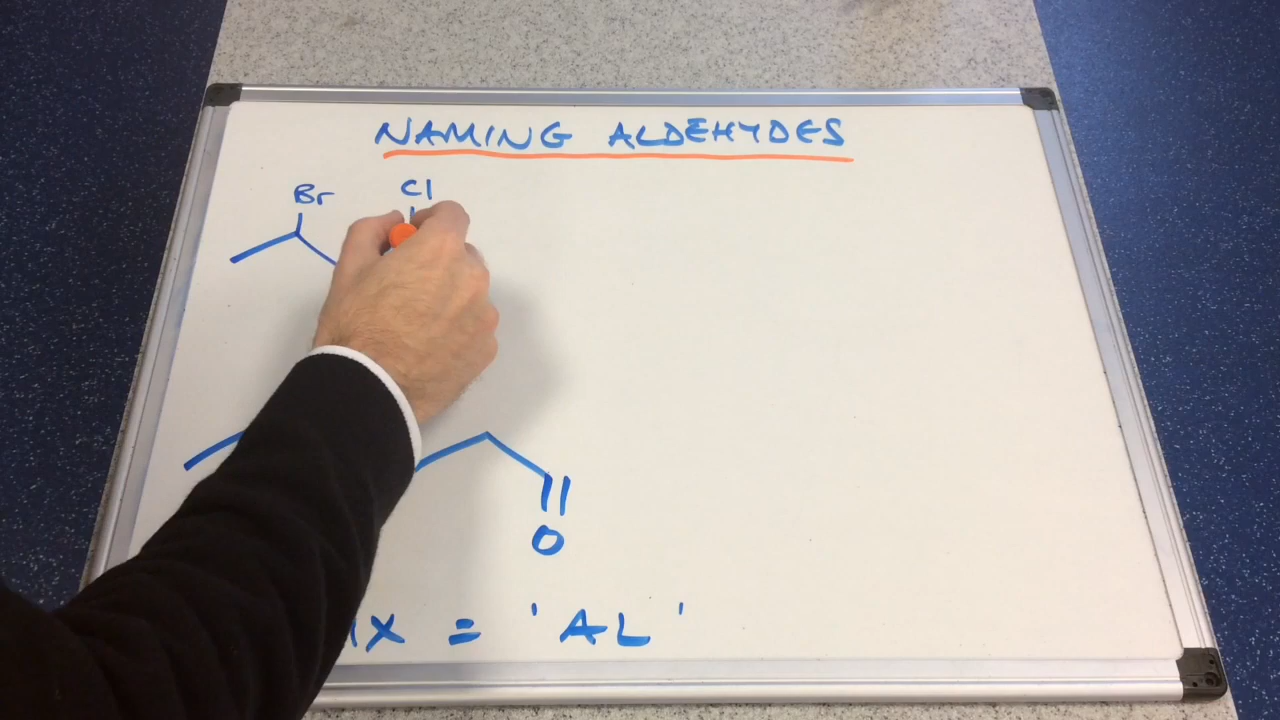 NAMING ALDEHYDES
Br Cl
O
IX = 'AL'